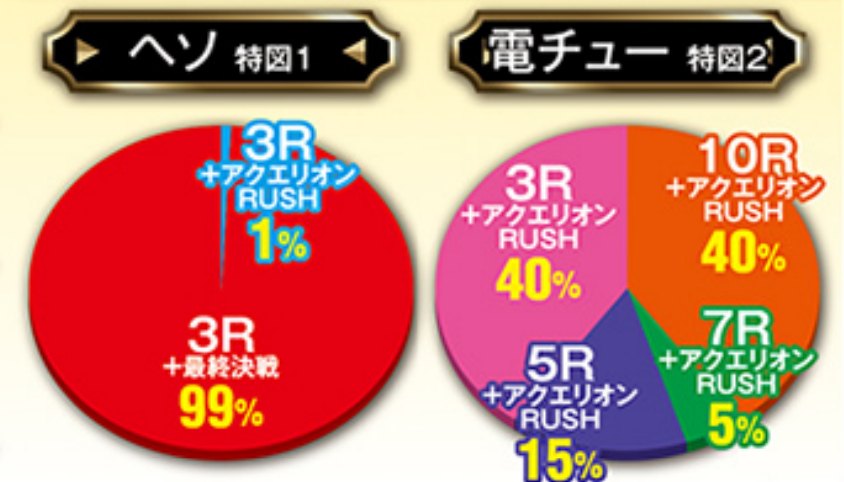 ヘソ 特図1
3R
+アクエリオン
RUSH
1%
3R
+最終決戦
99%
電チュー 特図2
10R
+アクエリオン
RUSH
40%
7R
+アクエリオン
RUSH
5%
5R
+アクエリオン
RUSH
15%
3R
+アクエリオン
RUSH
40%